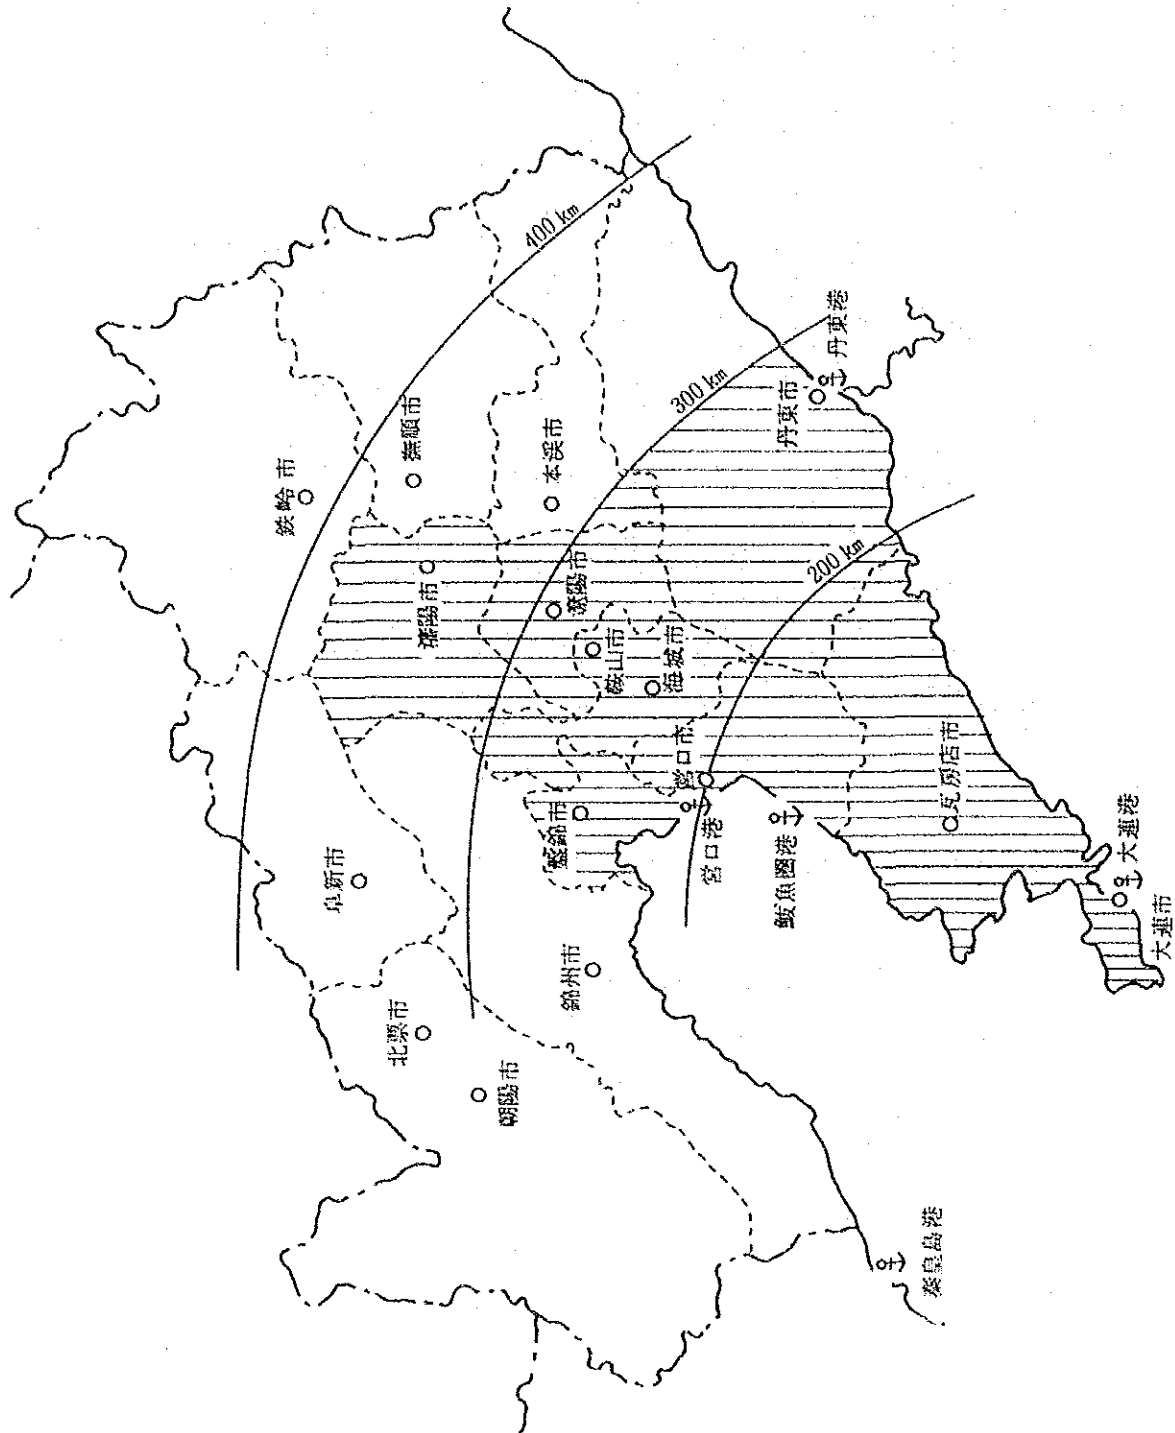 400 km
鉄岭市
撫順市
本渓市
300 km
丹東市
丹東港
瀋陽市
遼陽市
鞍山市
海城市
200 km
盤錦市
営口市
営口港
鲅魚圈港
瓦房店市
大連港
大連市
阜新市
錦州市
北票市
朝陽市
秦皇島港